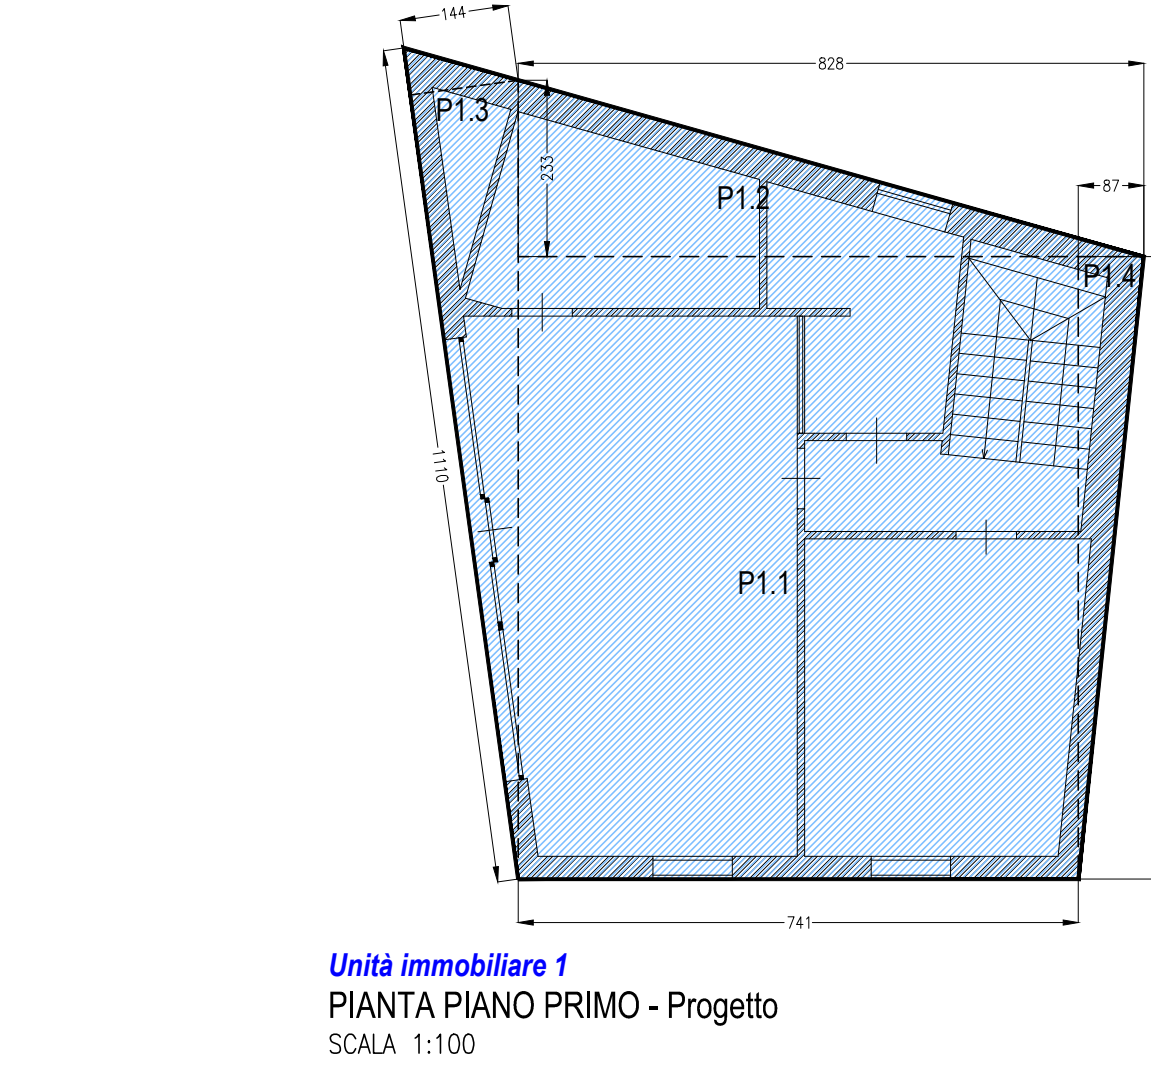 144
828
P1.3
233
87
P1.2
P1.4
1110
P1.1
741
Unità immobiliare 1
PIANTA PIANO PRIMO - Progetto
SCALA 1:100